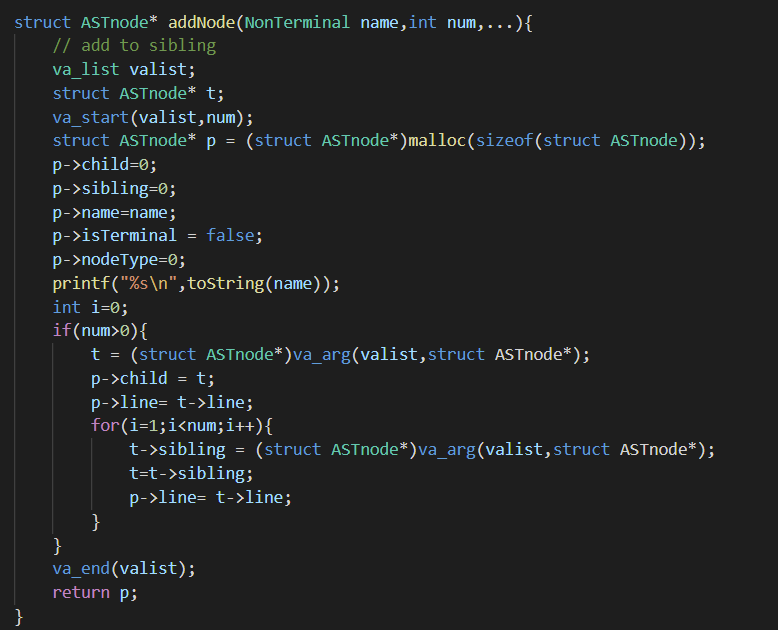 struct ASTnode* addNode(NonTerminal name,int num,...){
    // add to sibling
    va_list valist;
    struct ASTnode* t;
    va_start(valist,num);
    struct ASTnode* p = (struct ASTnode*)malloc(sizeof(struct ASTnode));
    p->child=0;
    p->sibling=0;
    p->name=name;
    p->isTerminal = false;
    p->nodeType=0;
    printf("%s\n",toString(name));
    int i=0;
    if(num>0){
        t = (struct ASTnode*)va_arg(valist,struct ASTnode*);
        p->child = t;
        p->line= t->line;
        for(i=1;i<num;i++){
            t->sibling = (struct ASTnode*)va_arg(valist,struct ASTnode*);
            t=t->sibling;
            p->line= t->line;
        }
    }
    va_end(valist);
    return p;
}